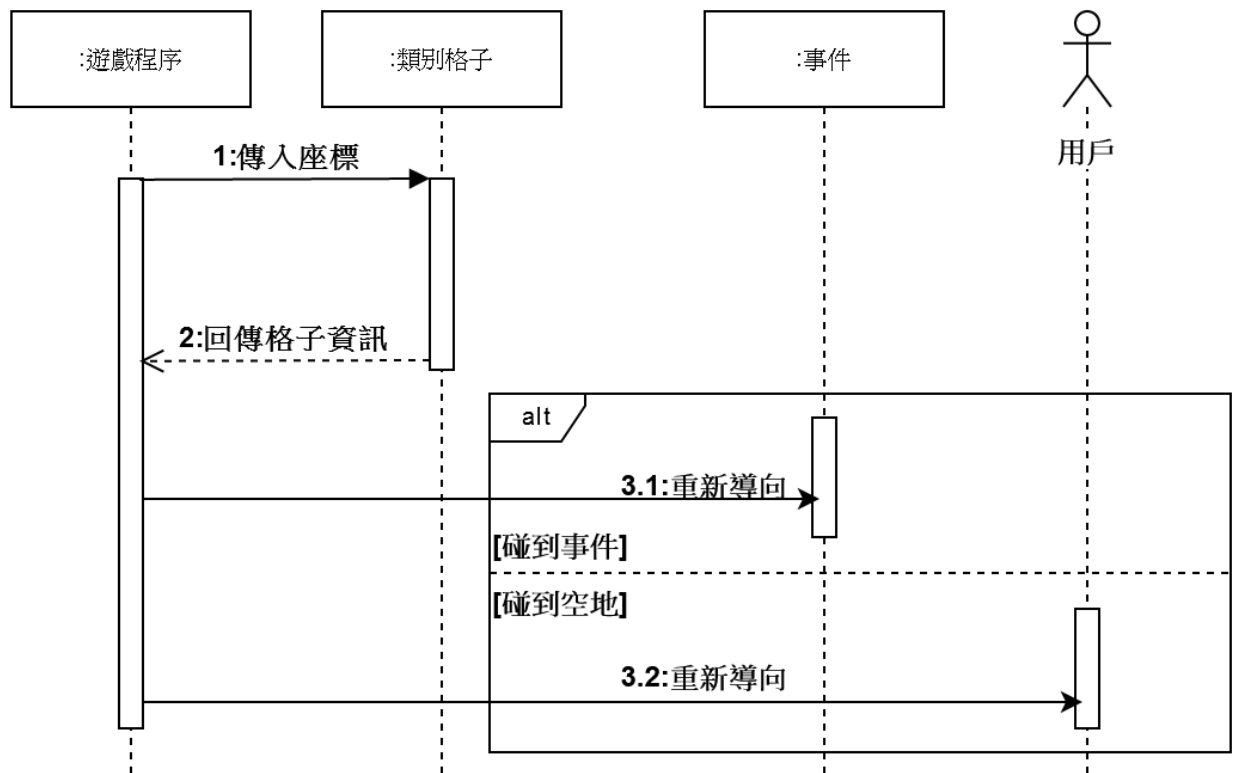 :遊戲程序
:類別格子
:事件
用戶
1:傳入座標
2:回傳格子資訊
alt
3.1:重新導向
[碰到事件]
[碰到空地]
3.2:重新導向